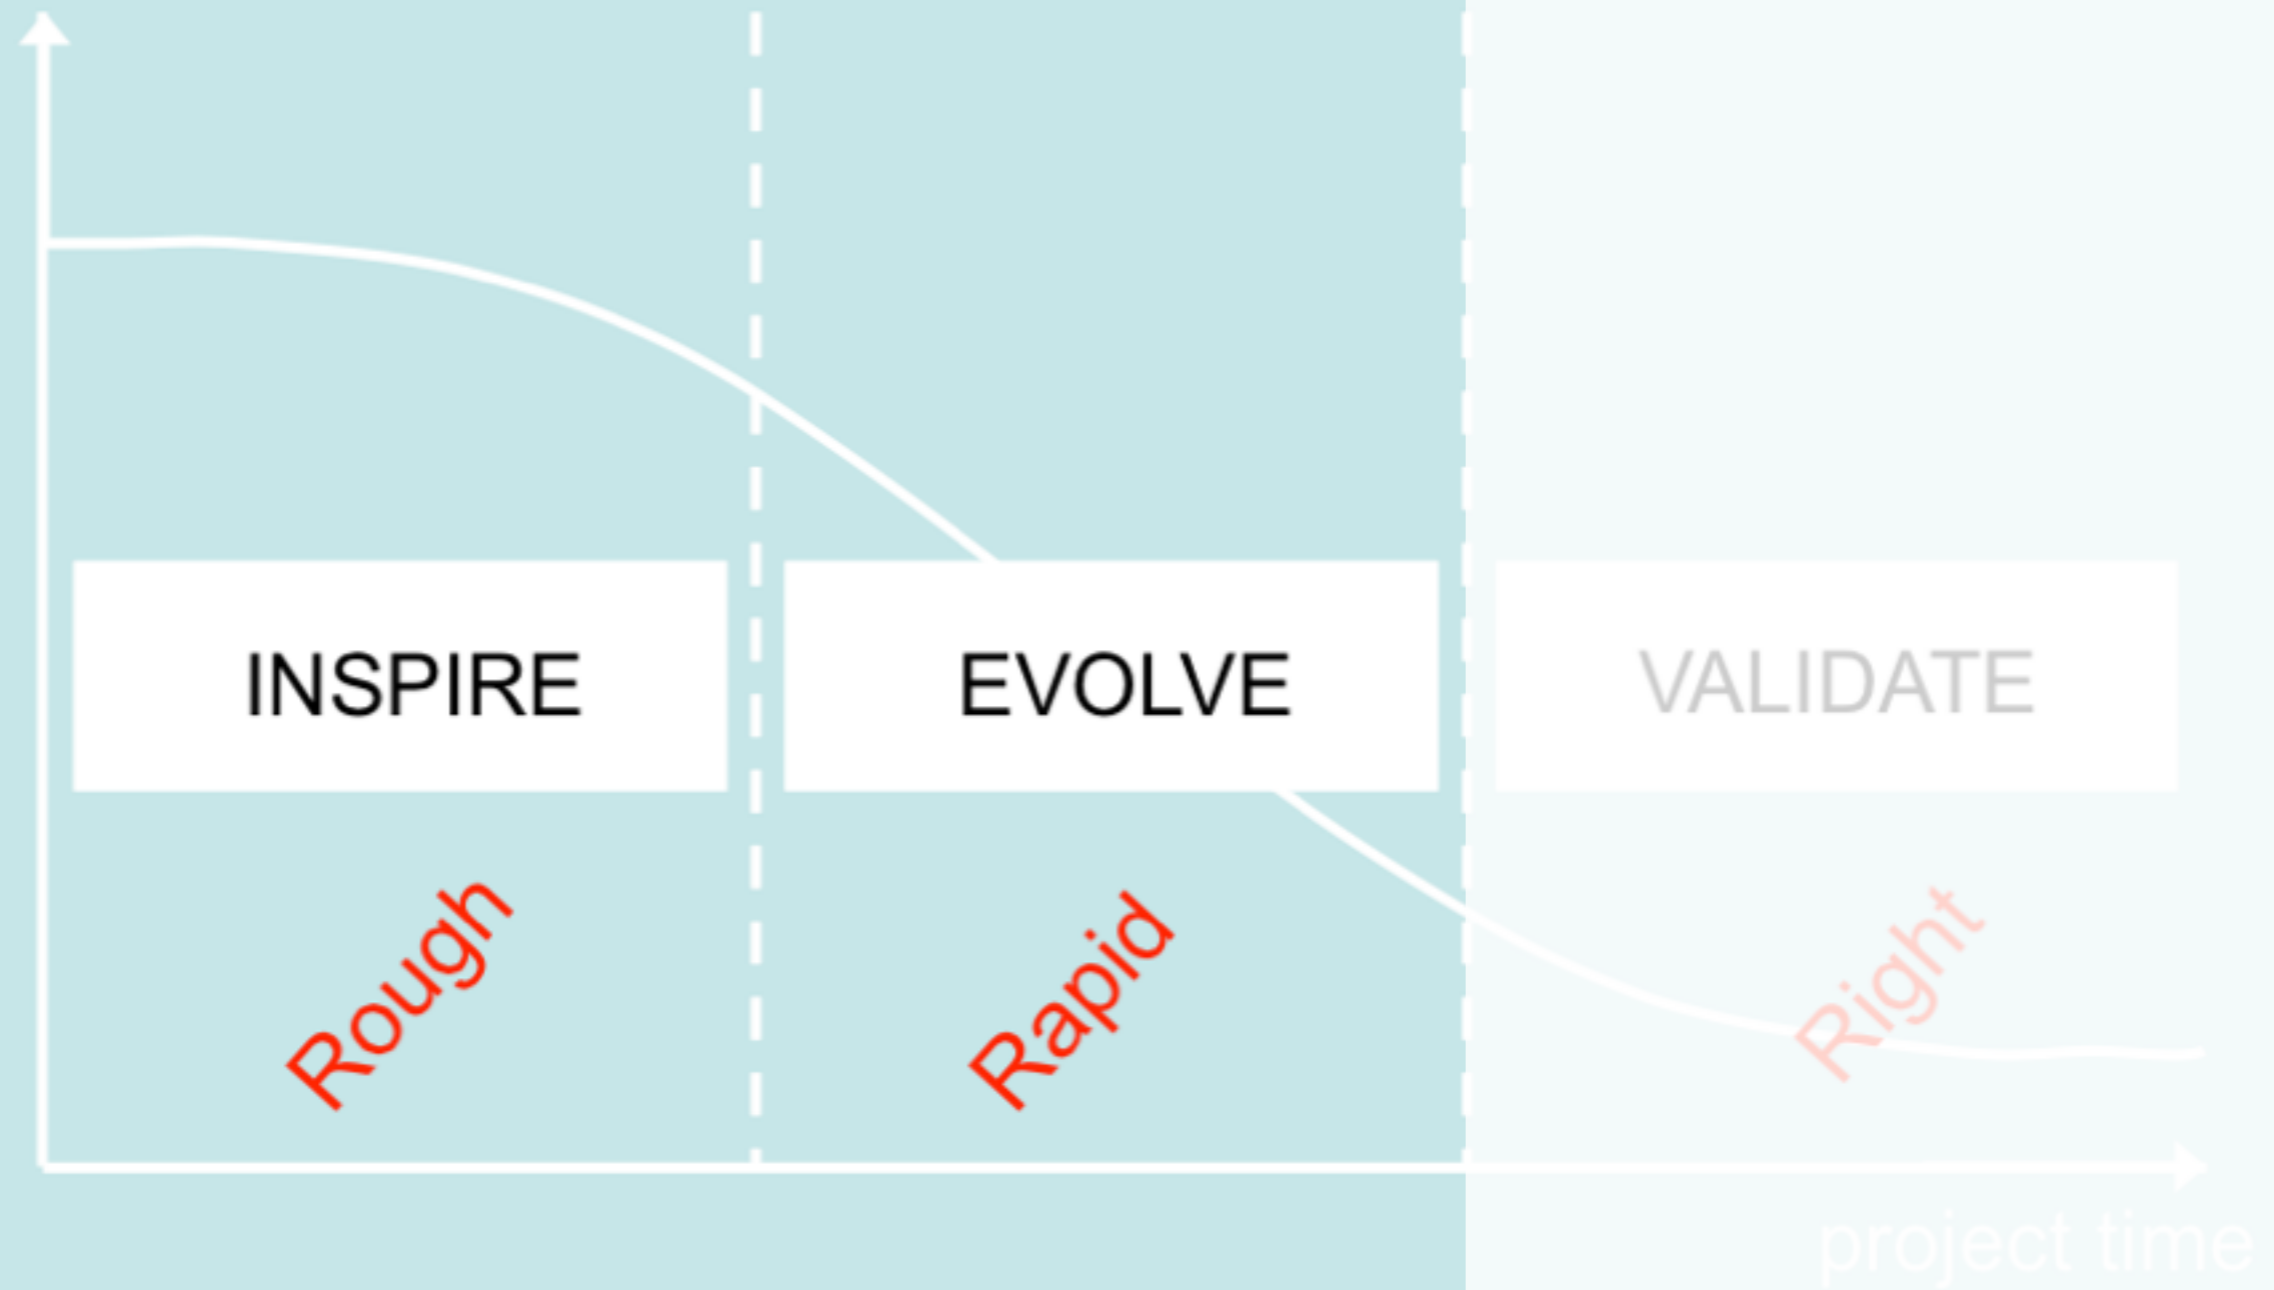 INSPIRE
EVOLVE
VALIDATE
Rough
Rapid
Right
project time